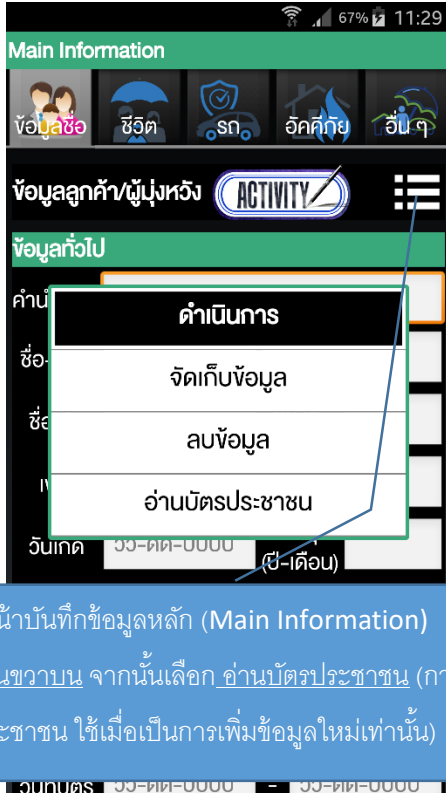 67% 11:29
Main Information
ข้อมูลชื่อ ชีวิต รถ อัคคีภัย อื่น ๆ
ข้อมูลลูกค้า/ผู้มุ่งหวัง ACTIVITY
ข้อมูลทั่วไป
ดำเนินการ
จัดเก็บข้อมูล
ลบข้อมูล
อ่านบัตรประชาชน
วันเกิด วว-ดด-ปปปป
(ปี-เดือน)
น้าบันทึกข้อมูลหลัก (Main Information)
นขวาบน จากนั้นเลือก อ่านบัตรประชาชน (กา
ะชาชน ใช้เมื่อเป็นการเพิ่มข้อมูลใหม่เท่านั้น)
วว-ดด-ปปปป - วว-ดด-ปปปป